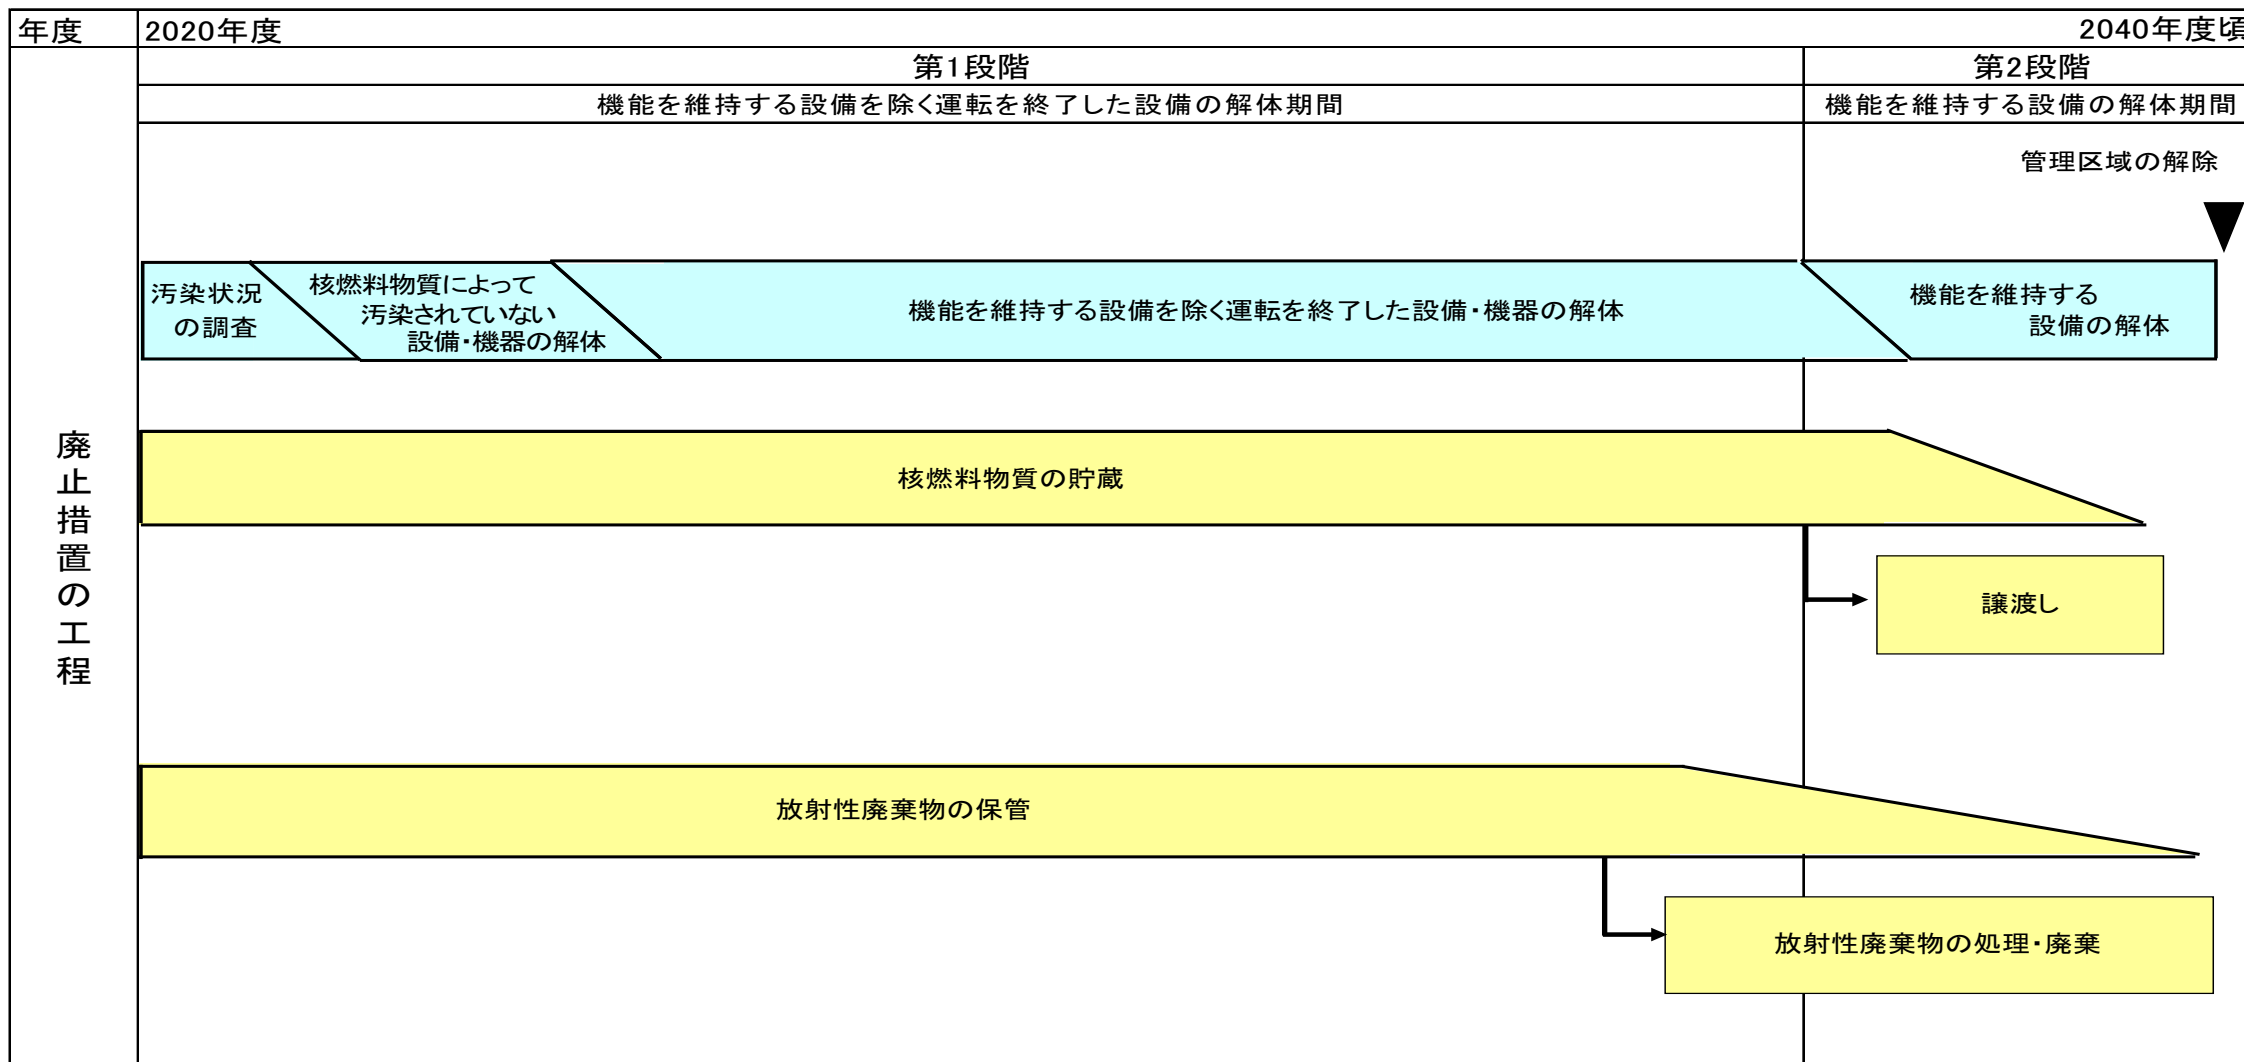 年度
2020年度
2040年度頃
第1段階
第2段階
機能を維持する設備を除く運転を終了した設備の解体期間
機能を維持する設備の解体期間
管理区域の解除
汚染状況
の調査
核燃料物質によって
汚染されていない
設備・機器の解体
機能を維持する設備を除く運転を終了した設備・機器の解体
機能を維持する
設備の解体
廃止措置の工程
核燃料物質の貯蔵
譲渡し
放射性廃棄物の保管
放射性廃棄物の処理・廃棄